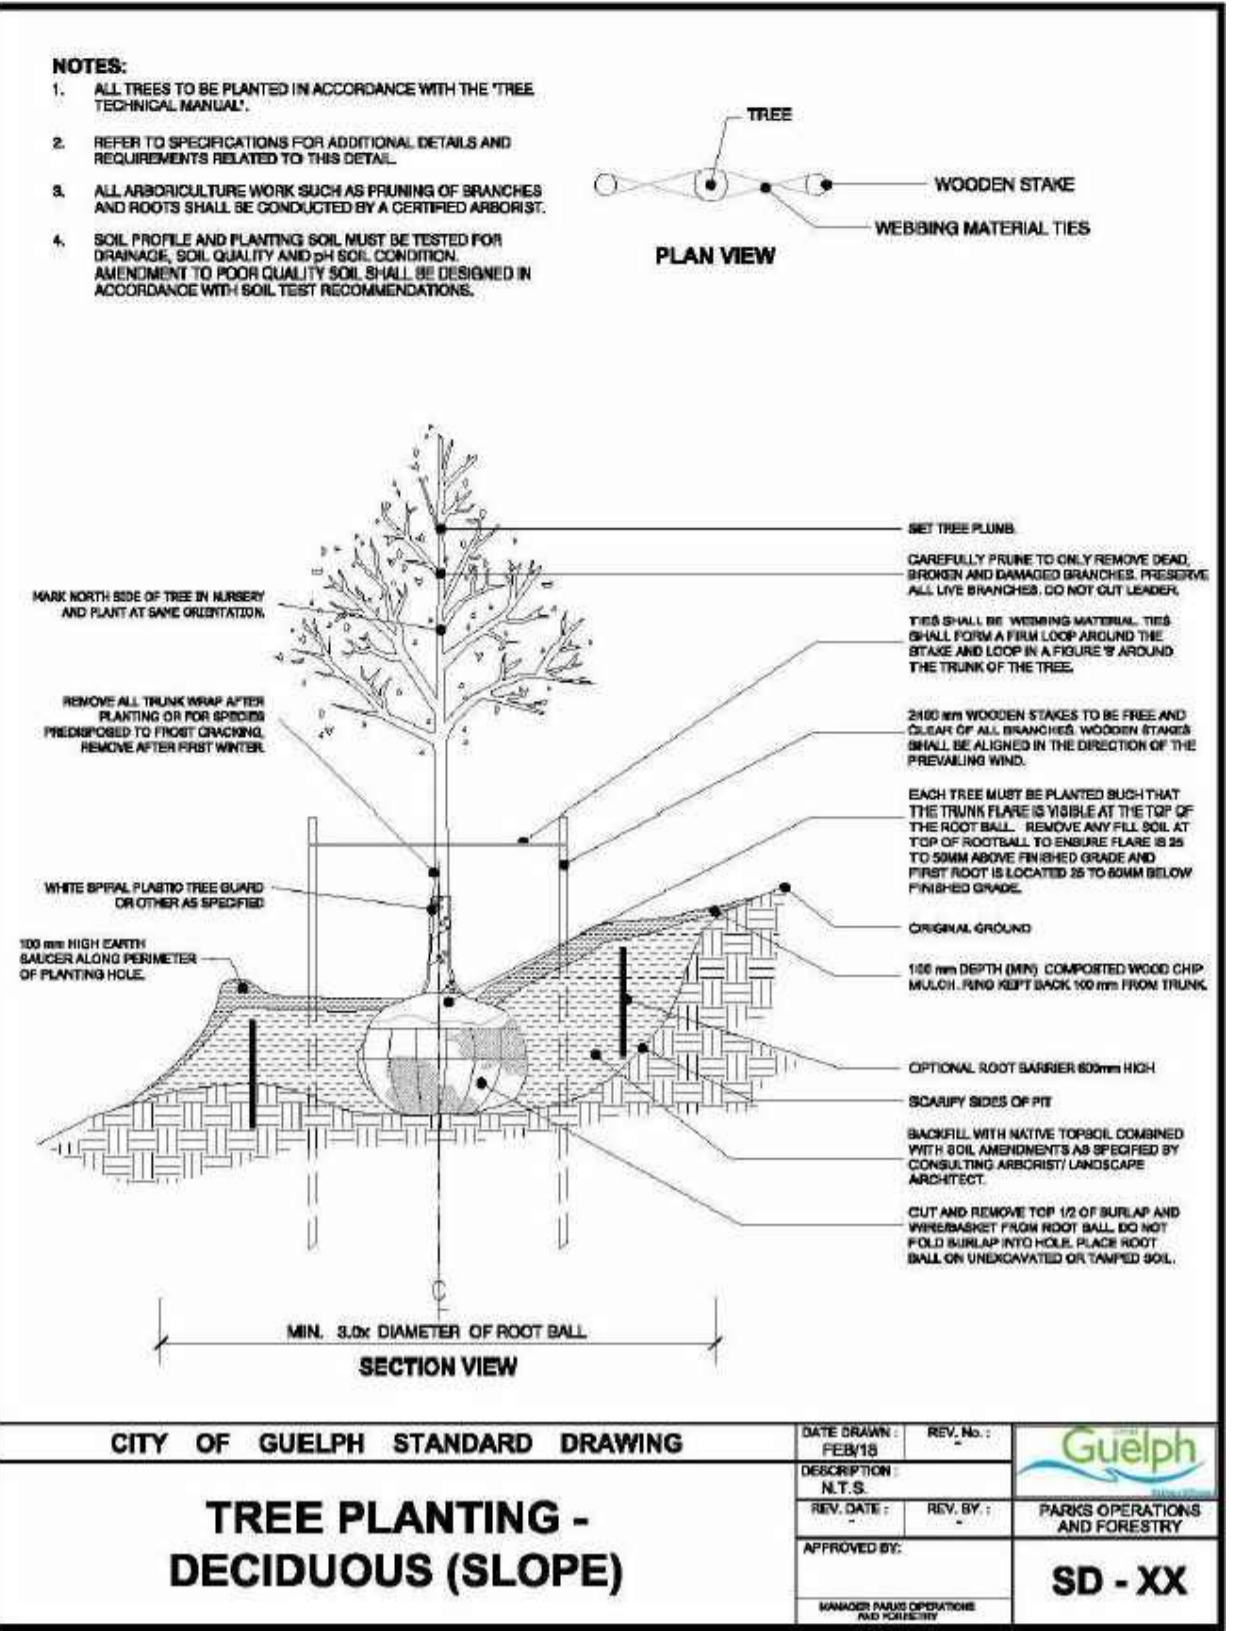 NOTES:
1. ALL TREES TO BE PLANTED IN ACCORDANCE WITH THE "TREE
TECHNICAL MANUAL".
2. REFER TO SPECIFICATIONS FOR ADDITIONAL DETAILS AND
REQUIREMENTS RELATED TO THIS DETAIL.
3. ALL ARBORICULTURE WORK SUCH AS PRUNING OF BRANCHES
AND ROOTS SHALL BE CONDUCTED BY A CERTIFIED ARBORIST.
4. SOIL PROFILE AND PLANTING SOIL MUST BE TESTED FOR
DRAINAGE, SOIL QUALITY AND pH SOIL CONDITION.
AMENDMENT TO POOR QUALITY SOIL SHALL BE DESIGNED IN
ACCORDANCE WITH SOIL TEST RECOMMENDATIONS.
TREE
WOODEN STAKE
WEBBING MATERIAL TIES
PLAN VIEW
MARK NORTH SIDE OF TREE IN NURSERY
AND PLANT AT SAME ORIENTATION.
REMOVE ALL TRUNK WRAP AFTER
PLANTING OR FOR SPECIES
PREDISPOSED TO FROST CRACKING,
REMOVE AFTER FIRST WINTER.
WHITE SPIRAL PLASTIC TREE GUARD
OR OTHER AS SPECIFIED
100 mm HIGH EARTH
SAUCER ALONG PERIMETER
OF PLANTING HOLE.
SET TREE PLUMB.
CAREFULLY PRUNE TO ONLY REMOVE DEAD,
BROKEN AND DAMAGED BRANCHES. PRESERVE
ALL LIVE BRANCHES. DO NOT CUT LEADER.
TIES SHALL BE WEBBING MATERIAL. TIES
SHALL FORM A FIRM LOOP AROUND THE
STAKE AND LOOP IN A FIGURE '8' AROUND
THE TRUNK OF THE TREE.
2400 mm WOODEN STAKES TO BE FREE AND
CLEAR OF ALL BRANCHES. WOODEN STAKES
SHALL BE ALIGNED IN THE DIRECTION OF THE
PREVAILING WIND.
EACH TREE MUST BE PLANTED SUCH THAT
THE TRUNK FLARE IS VISIBLE AT THE TOP OF
THE ROOT BALL. REMOVE ANY FILL SOIL AT
TOP OF ROOTBALL TO ENSURE FLARE IS 25
TO 50MM ABOVE FINISHED GRADE AND
FIRST ROOT IS LOCATED 25 TO 50MM BELOW
FINISHED GRADE.
ORIGINAL GROUND
100 mm DEPTH (MIN) COMPOSTED WOOD CHIP
MULCH. RING KEPT BACK 100 mm FROM TRUNK.
OPTIONAL ROOT BARRIER 600mm HIGH
SCARIFY SIDES OF PIT
BACKFILL WITH NATIVE TOPSOIL COMBINED
WITH SOIL AMENDMENTS AS SPECIFIED BY
CONSULTING ARBORIST/ LANDSCAPE
ARCHITECT.
CUT AND REMOVE TOP 1/2 OF BURLAP AND
WIRE/BASKET FROM ROOT BALL. DO NOT
FOLD BURLAP INTO HOLE. PLACE ROOT
BALL ON UNEXCAVATED OR TAMPED SOIL.
MIN. 3.0x DIAMETER OF ROOT BALL
SECTION VIEW
CITY OF GUELPH STANDARD DRAWING
TREE PLANTING -
DECIDUOUS (SLOPE)
DATE DRAWN :
FEB/18
REV. No. :
-
DESCRIPTION :
N.T.S.
REV. DATE :
-
REV. BY. :
-
APPROVED BY:
MANAGER PARKS OPERATIONS
AND FORESTRY
Guelph
PARKS OPERATIONS
AND FORESTRY
SD - XX